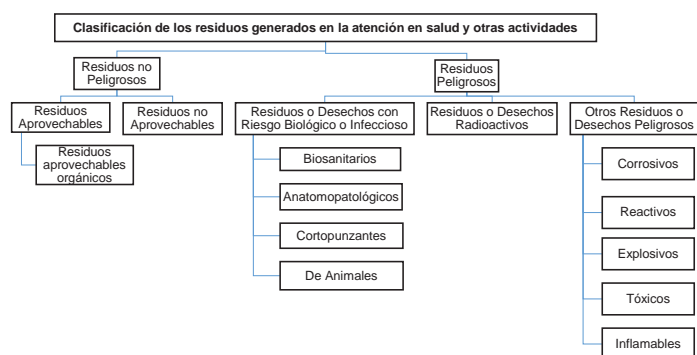 Clasificación de los residuos generados en la atención en salud y otras actividades
Residuos no
Peligrosos
Residuos
Peligrosos
Residuos
Aprovechables
Residuos no
Aprovechables
Residuos o Desechos con
Riesgo Biológico o Infeccioso
Residuos o Desechos
Radioactivos
Otros Residuos o
Desechos Peligrosos
Residuos
aprovechables
orgánicos
Biosanitarios
Anatomopatológicos
Cortopunzantes
De Animales
Corrosivos
Reactivos
Explosivos
Tóxicos
Inflamables